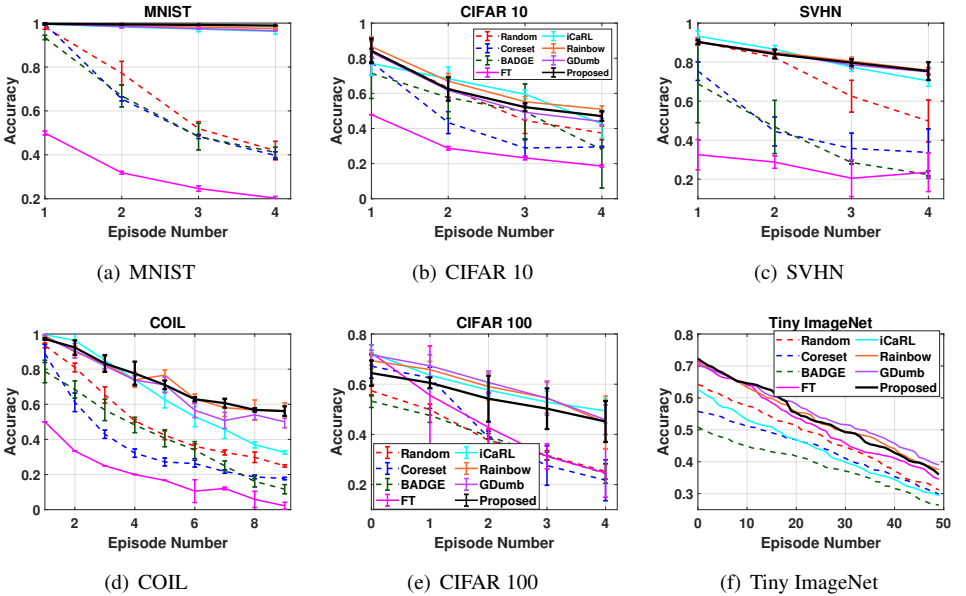 MNIST
Accuracy
1
0.8
0.6
0.4
0.2
1 2 3 4
Episode Number
(a) MNIST
CIFAR 10
Accuracy
1
0.8
0.6
0.4
0.2
0
Random iCaRL
Coreset Rainbow
BADGE GDumb
FT Proposed
1 2 3 4
Episode Number
(b) CIFAR 10
SVHN
Accuracy
1
0.8
0.6
0.4
0.2
1 2 3 4
Episode Number
(c) SVHN
COIL
Accuracy
1
0.8
0.6
0.4
0.2
0
2 4 6 8
Episode Number
(d) COIL
CIFAR 100
Accuracy
0.8
0.6
0.4
0.2
Random iCaRL
Coreset Rainbow
BADGE GDumb
FT Proposed
0 1 2 3 4
Episode Number
(e) CIFAR 100
Tiny ImageNet
Accuracy
0.8
0.7
0.6
0.5
0.4
0.3
Random iCaRL
Coreset Rainbow
BADGE GDumb
FT Proposed
0 10 20 30 40 50
Episode Number
(f) Tiny ImageNet